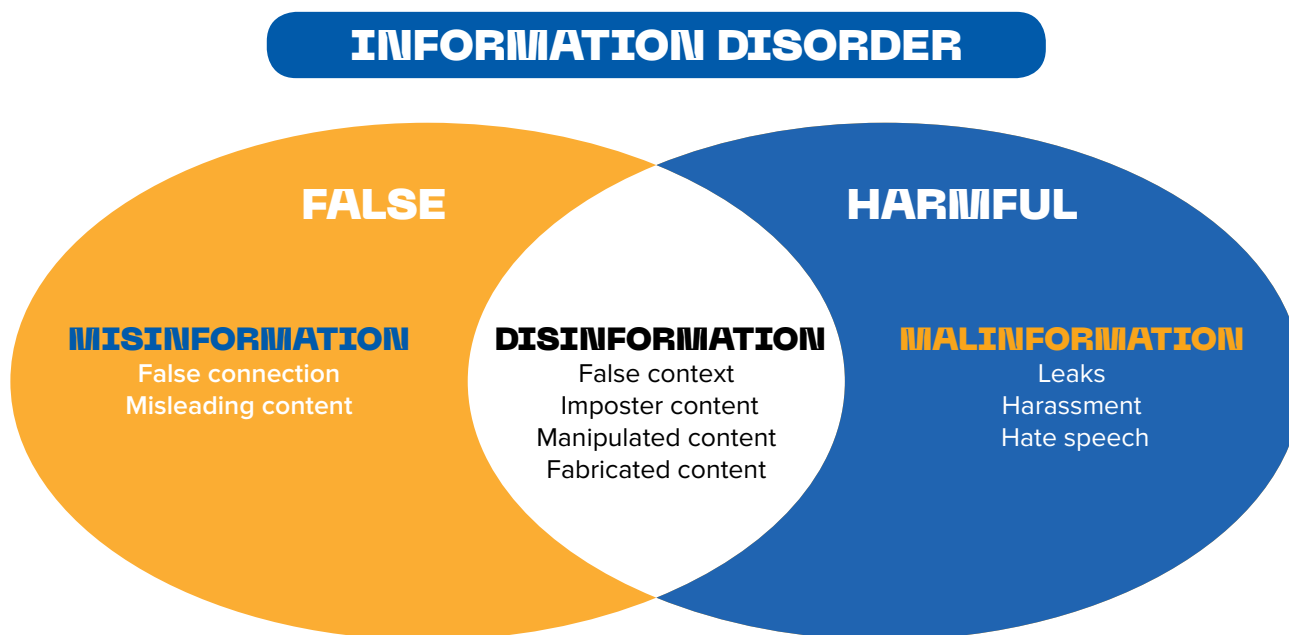 INFORMATION DISORDER
FALSE
HARMFUL
MISINFORMATION
False connection
Misleading content
DISINFORMATION
False context
Imposter content
Manipulated content
Fabricated content
MALINFORMATION
Leaks
Harassment
Hate speech